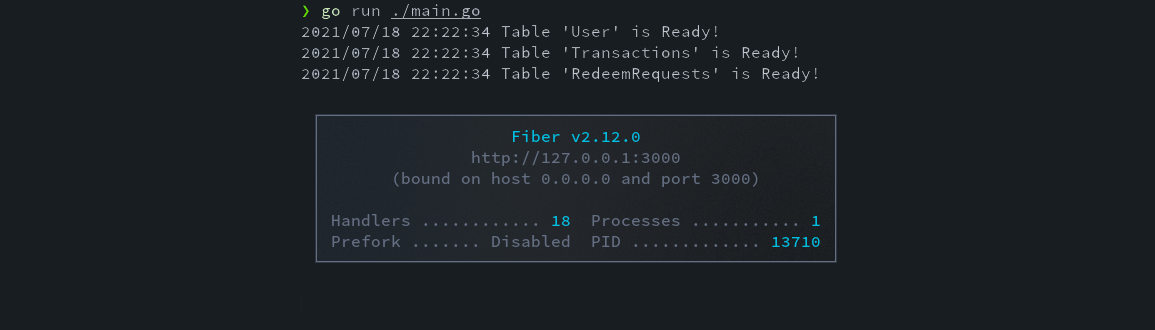 ❯ go run ./main.go
2021/07/18 22:22:34 Table 'User' is Ready!
2021/07/18 22:22:34 Table 'Transactions' is Ready!
2021/07/18 22:22:34 Table 'RedeemRequests' is Ready!
Fiber v2.12.0
http://127.0.0.1:3000
(bound on host 0.0.0.0 and port 3000)
Handlers ............ 18  Processes ........... 1
Prefork ....... Disabled  PID ............. 13710